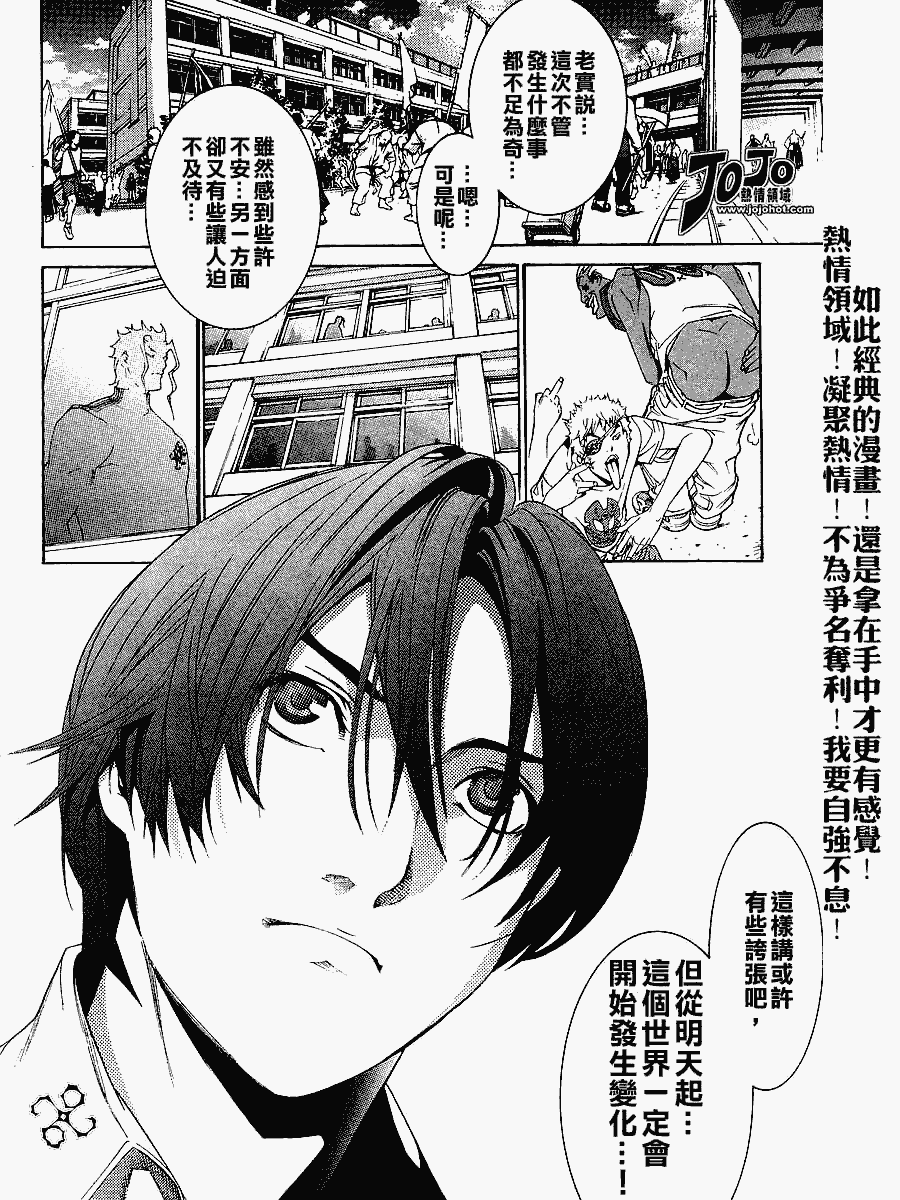 老實說…
這次不管
發生什麼事
都不足為奇…
…嗯…
可是呢…
雖然感到些許
不安…另一方面
卻又有些讓人迫
不及待…
JOJO
熱情領域
www.jojohot.com
如此經典的漫畫！還是拿在手中才更有感覺！
熱情領域！凝聚熱情！不為爭名奪利！我要自強不息！
這樣講或許
有些誇張吧，
但從明天起…
這個世界一定會
開始發生變化…！